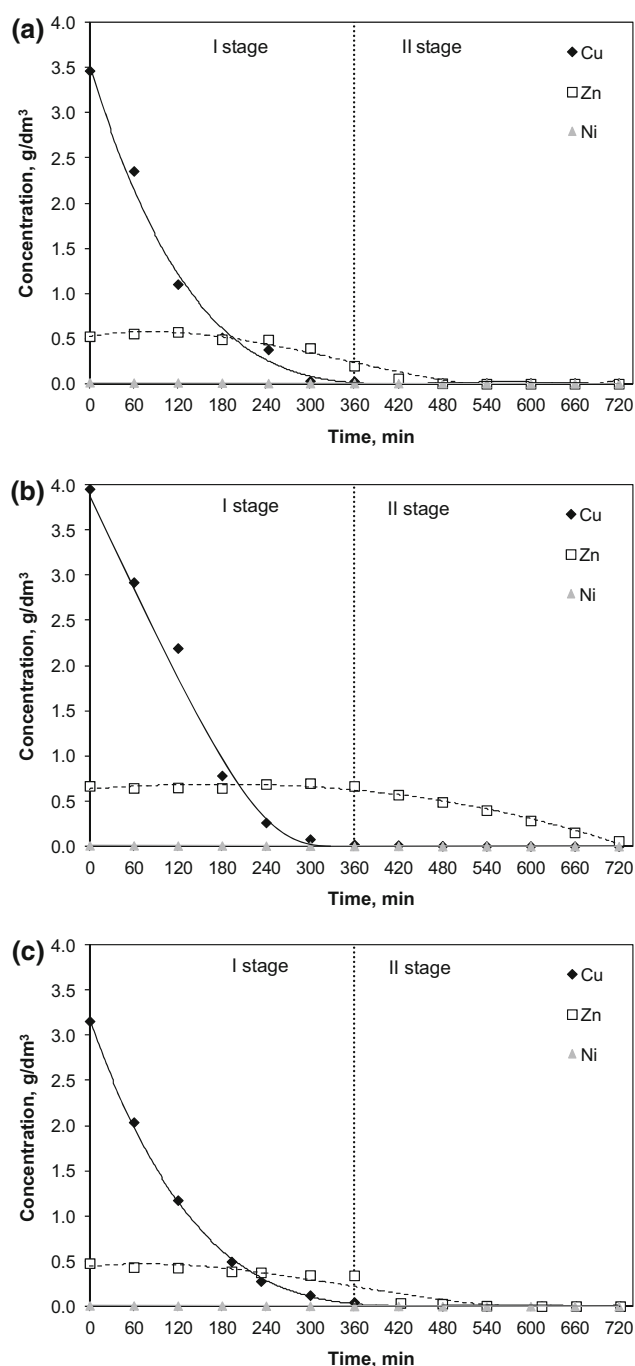 (a)
4.0
3.5
3.0
2.5
2.0
1.5
1.0
0.5
0.0
Concentration, g/dm³
I stage
II stage
Cu
Zn
Ni
0 60 120 180 240 300 360 420 480 540 600 660 720
Time, min
(b)
4.0
3.5
3.0
2.5
2.0
1.5
1.0
0.5
0.0
Concentration, g/dm³
I stage
II stage
Cu
Zn
Ni
0 60 120 180 240 300 360 420 480 540 600 660 720
Time, min
(c)
4.0
3.5
3.0
2.5
2.0
1.5
1.0
0.5
0.0
Concentration, g/dm³
I stage
II stage
Cu
Zn
Ni
0 60 120 180 240 300 360 420 480 540 600 660 720
Time, min